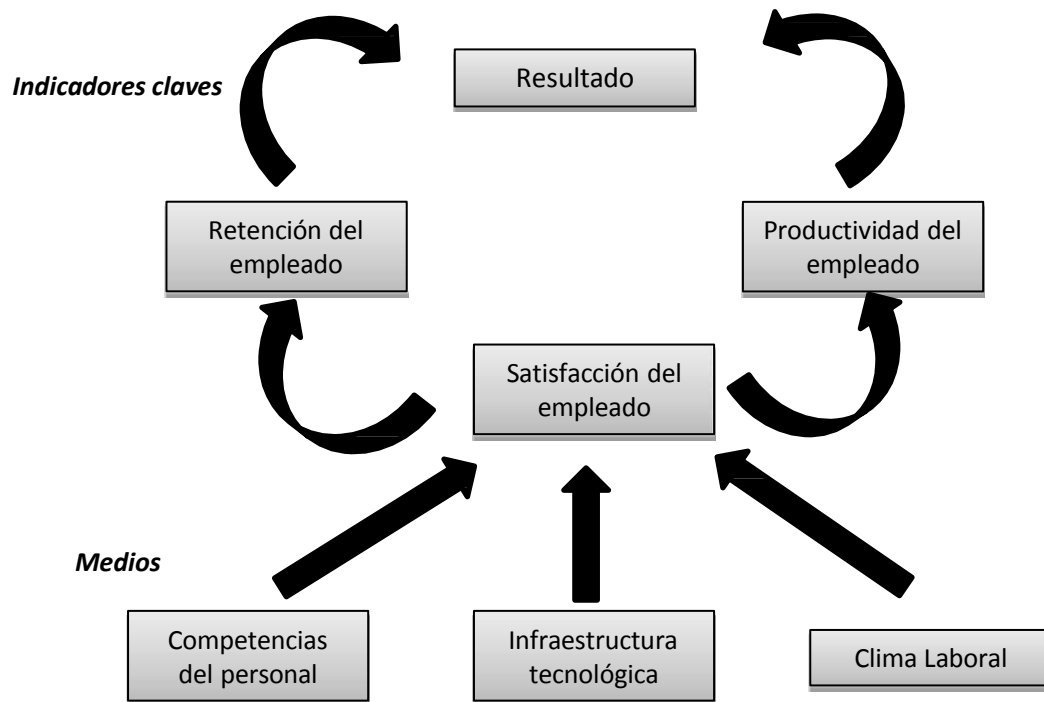 Resultado
Indicadores claves
Retención del
empleado
Productividad del
empleado
Satisfacción del
empleado
Medios
Competencias
del personal
Infraestructura
tecnológica
Clima Laboral